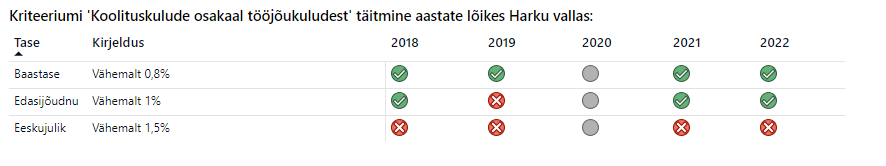 Kriteeriumi 'Koolituskulude osakaal tööjõukuludest' täitmine aastate lõikes Harku vallas:
Tase Kirjeldus 2018 2019 2020 2021 2022
Baastase Vähemalt 0,8%
Edasijõudnu Vähemalt 1%
Eeskujulik Vähemalt 1,5%